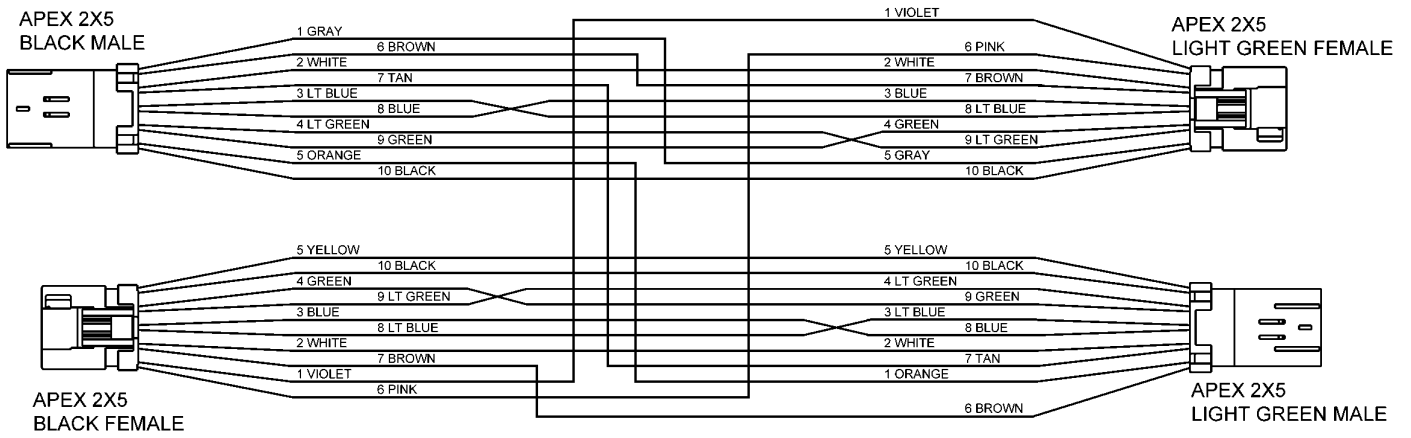 APEX 2X5
BLACK MALE
1 GRAY
6 BROWN
2 WHITE
7 TAN
3 LT BLUE
8 BLUE
4 LT GREEN
9 GREEN
5 ORANGE
10 BLACK
1 VIOLET
6 PINK
2 WHITE
7 BROWN
3 BLUE
8 LT BLUE
4 GREEN
9 LT GREEN
5 GRAY
10 BLACK
APEX 2X5
LIGHT GREEN FEMALE
5 YELLOW
10 BLACK
4 GREEN
9 LT GREEN
3 BLUE
8 LT BLUE
2 WHITE
7 BROWN
1 VIOLET
6 PINK
APEX 2X5
BLACK FEMALE
5 YELLOW
10 BLACK
4 LT GREEN
9 GREEN
3 LT BLUE
8 BLUE
2 WHITE
7 TAN
1 ORANGE
6 BROWN
APEX 2X5
LIGHT GREEN MALE